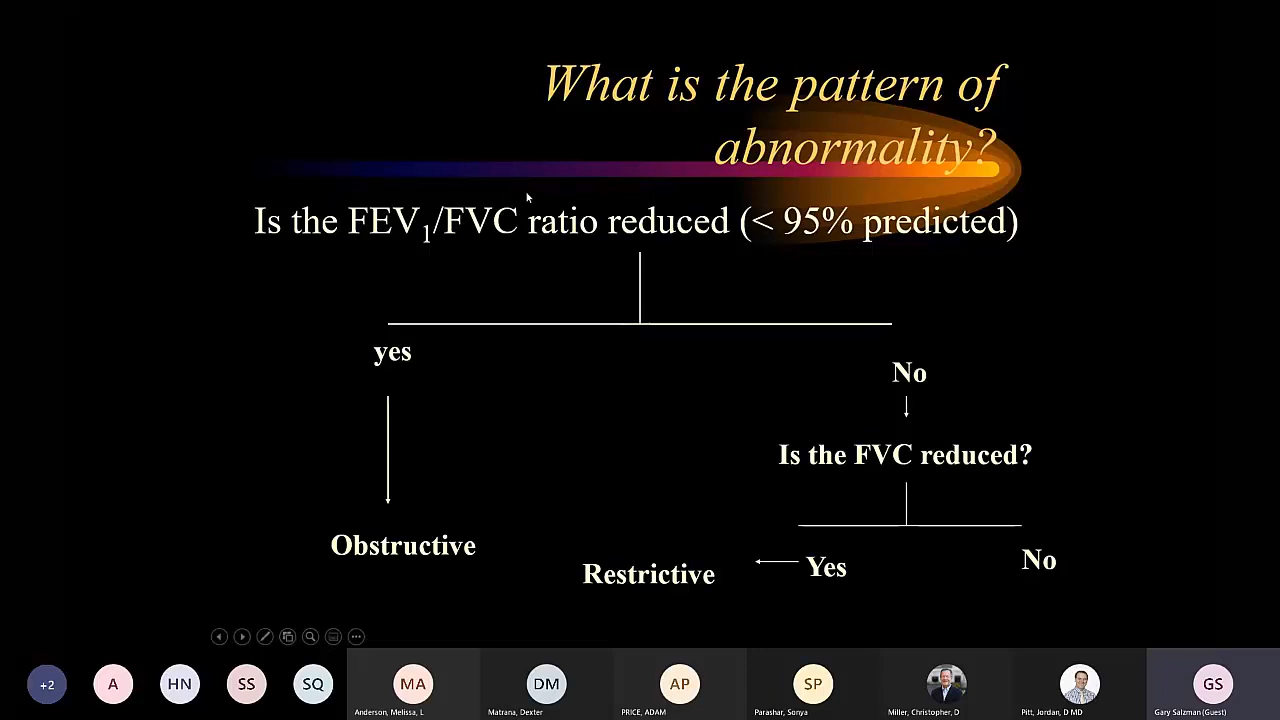 What is the pattern of
abnormality?
Is the FEV₁/FVC ratio reduced (< 95% predicted)
yes
No
Is the FVC reduced?
Obstructive
Restrictive
Yes
No
+2
A
HN
SS
SQ
MA
DM
AP
SP
GS
Anderson, Melissa, L
Matrana, Dexter
PRICE, ADAM
Parashar, Sonya
Miller, Christopher, D
Pitt, Jordan, D MD
Gary Salzman (Guest)